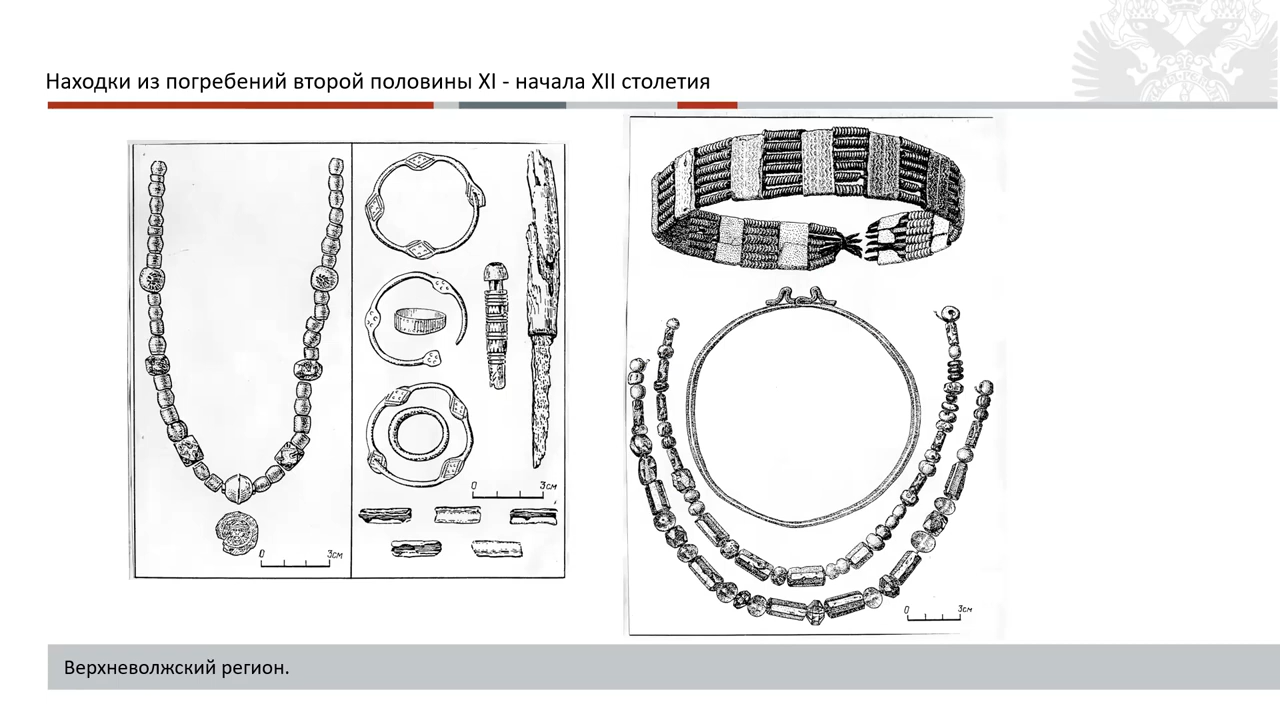 Находки из погребений второй половины XI - начала XII столетия
0 3см
0 3см
0 3см
Верхневолжский регион.